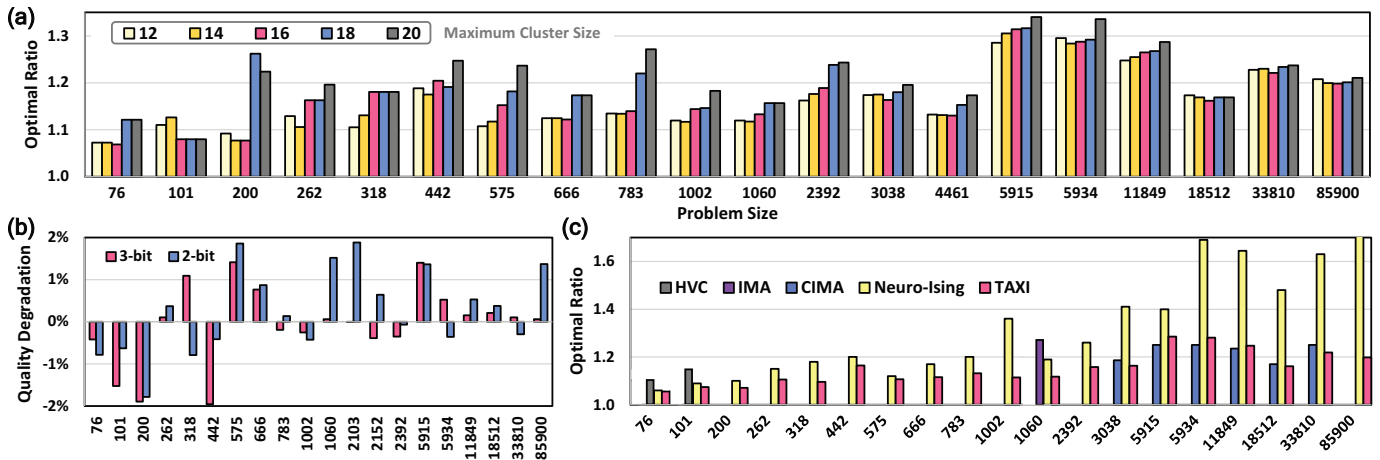 (a)
12 14 16 18 20 Maximum Cluster Size
Optimal Ratio
1.3
1.2
1.1
1.0
76 101 200 262 318 442 575 666 783 1002 1060 2392 3038 4461 5915 5934 11849 18512 33810 85900
Problem Size
(b)
Quality Degradation
2%
1%
0%
-1%
-2%
3-bit 2-bit
76 101 200 262 318 442 575 666 783 1002 1060 2103 2152 2392 5915 5934 11849 18512 33810 85900
(c)
Optimal Ratio
1.6
1.4
1.2
1.0
HVC IMA CIMA Neuro-Ising TAXI
76 101 200 262 318 442 575 666 783 1002 1060 2392 3038 5915 5934 11849 18512 33810 85900